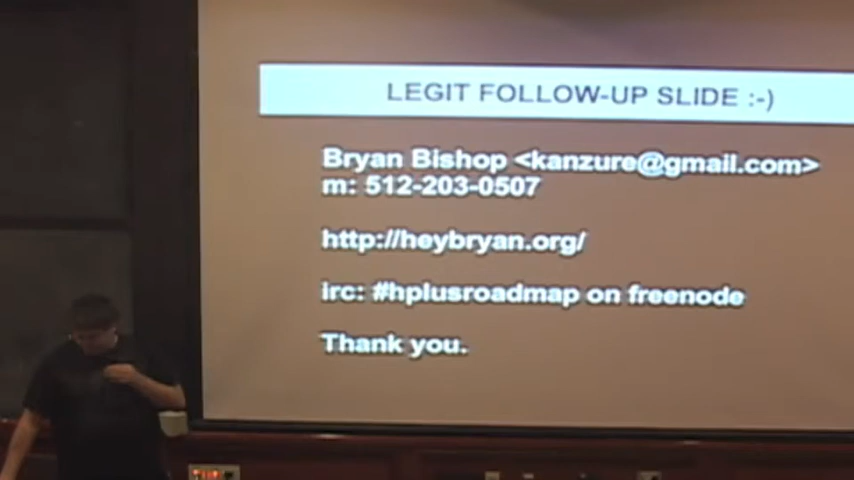 LEGIT FOLLOW-UP SLIDE :-)
Bryan Bishop <kanzure@gmail.com>
m: 512-203-0507
http://heybryan.org/
irc: #hplusroadmap on freenode
Thank you.